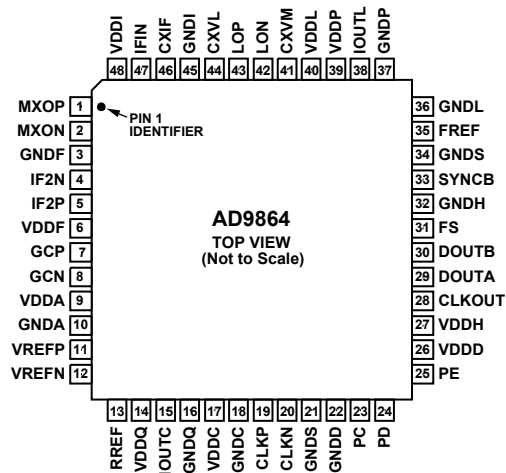 VDDI IFIN CXIF GNDI CXVL LOP LON CXVM VDDL VDDP IOUTL GNDP
48 47 46 45 44 43 42 41 40 39 38 37
MXOP 1
MXON 2
GNDF 3
IF2N 4
IF2P 5
VDDF 6
GCP 7
GCN 8
VDDA 9
GNDA 10
VREFP 11
VREFN 12
PIN 1
IDENTIFIER
AD9864
TOP VIEW
(Not to Scale)
36 GNDL
35 FREF
34 GNDS
33 SYNCB
32 GNDH
31 FS
30 DOUTB
29 DOUTA
28 CLKOUT
27 VDDH
26 VDDD
25 PE
13 14 15 16 17 18 19 20 21 22 23 24
RREF VDDQ IOUTC GNDQ VDDC GNDC CLKP CLKN GNDS GNDD PC PD